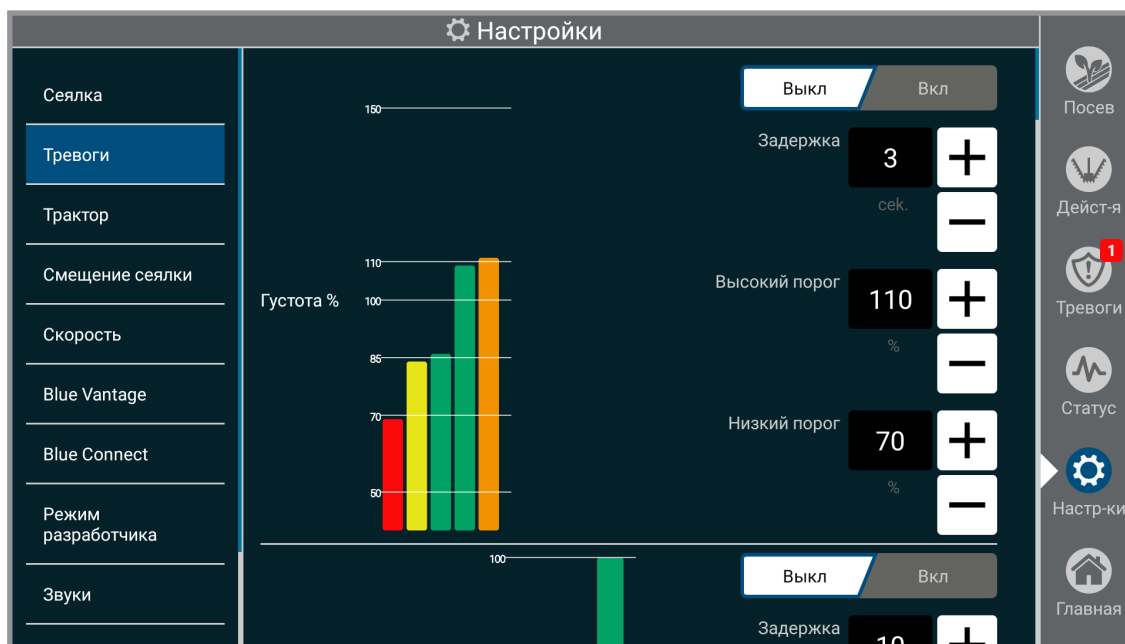 Настройки
Сеялка
Тревоги
Трактор
Смещение сеялки
Скорость
Blue Vantage
Blue Connect
Режим
разработчика
Звуки
Густота %
150
110
100
85
70
50
Выкл
Вкл
Задержка
3
cek.
Высокий порог
110
%
Низкий порог
70
%
100
Выкл
Вкл
Задержка
10
Посев
Дейст-я
1
Тревоги
Статус
Настр-ки
Главная